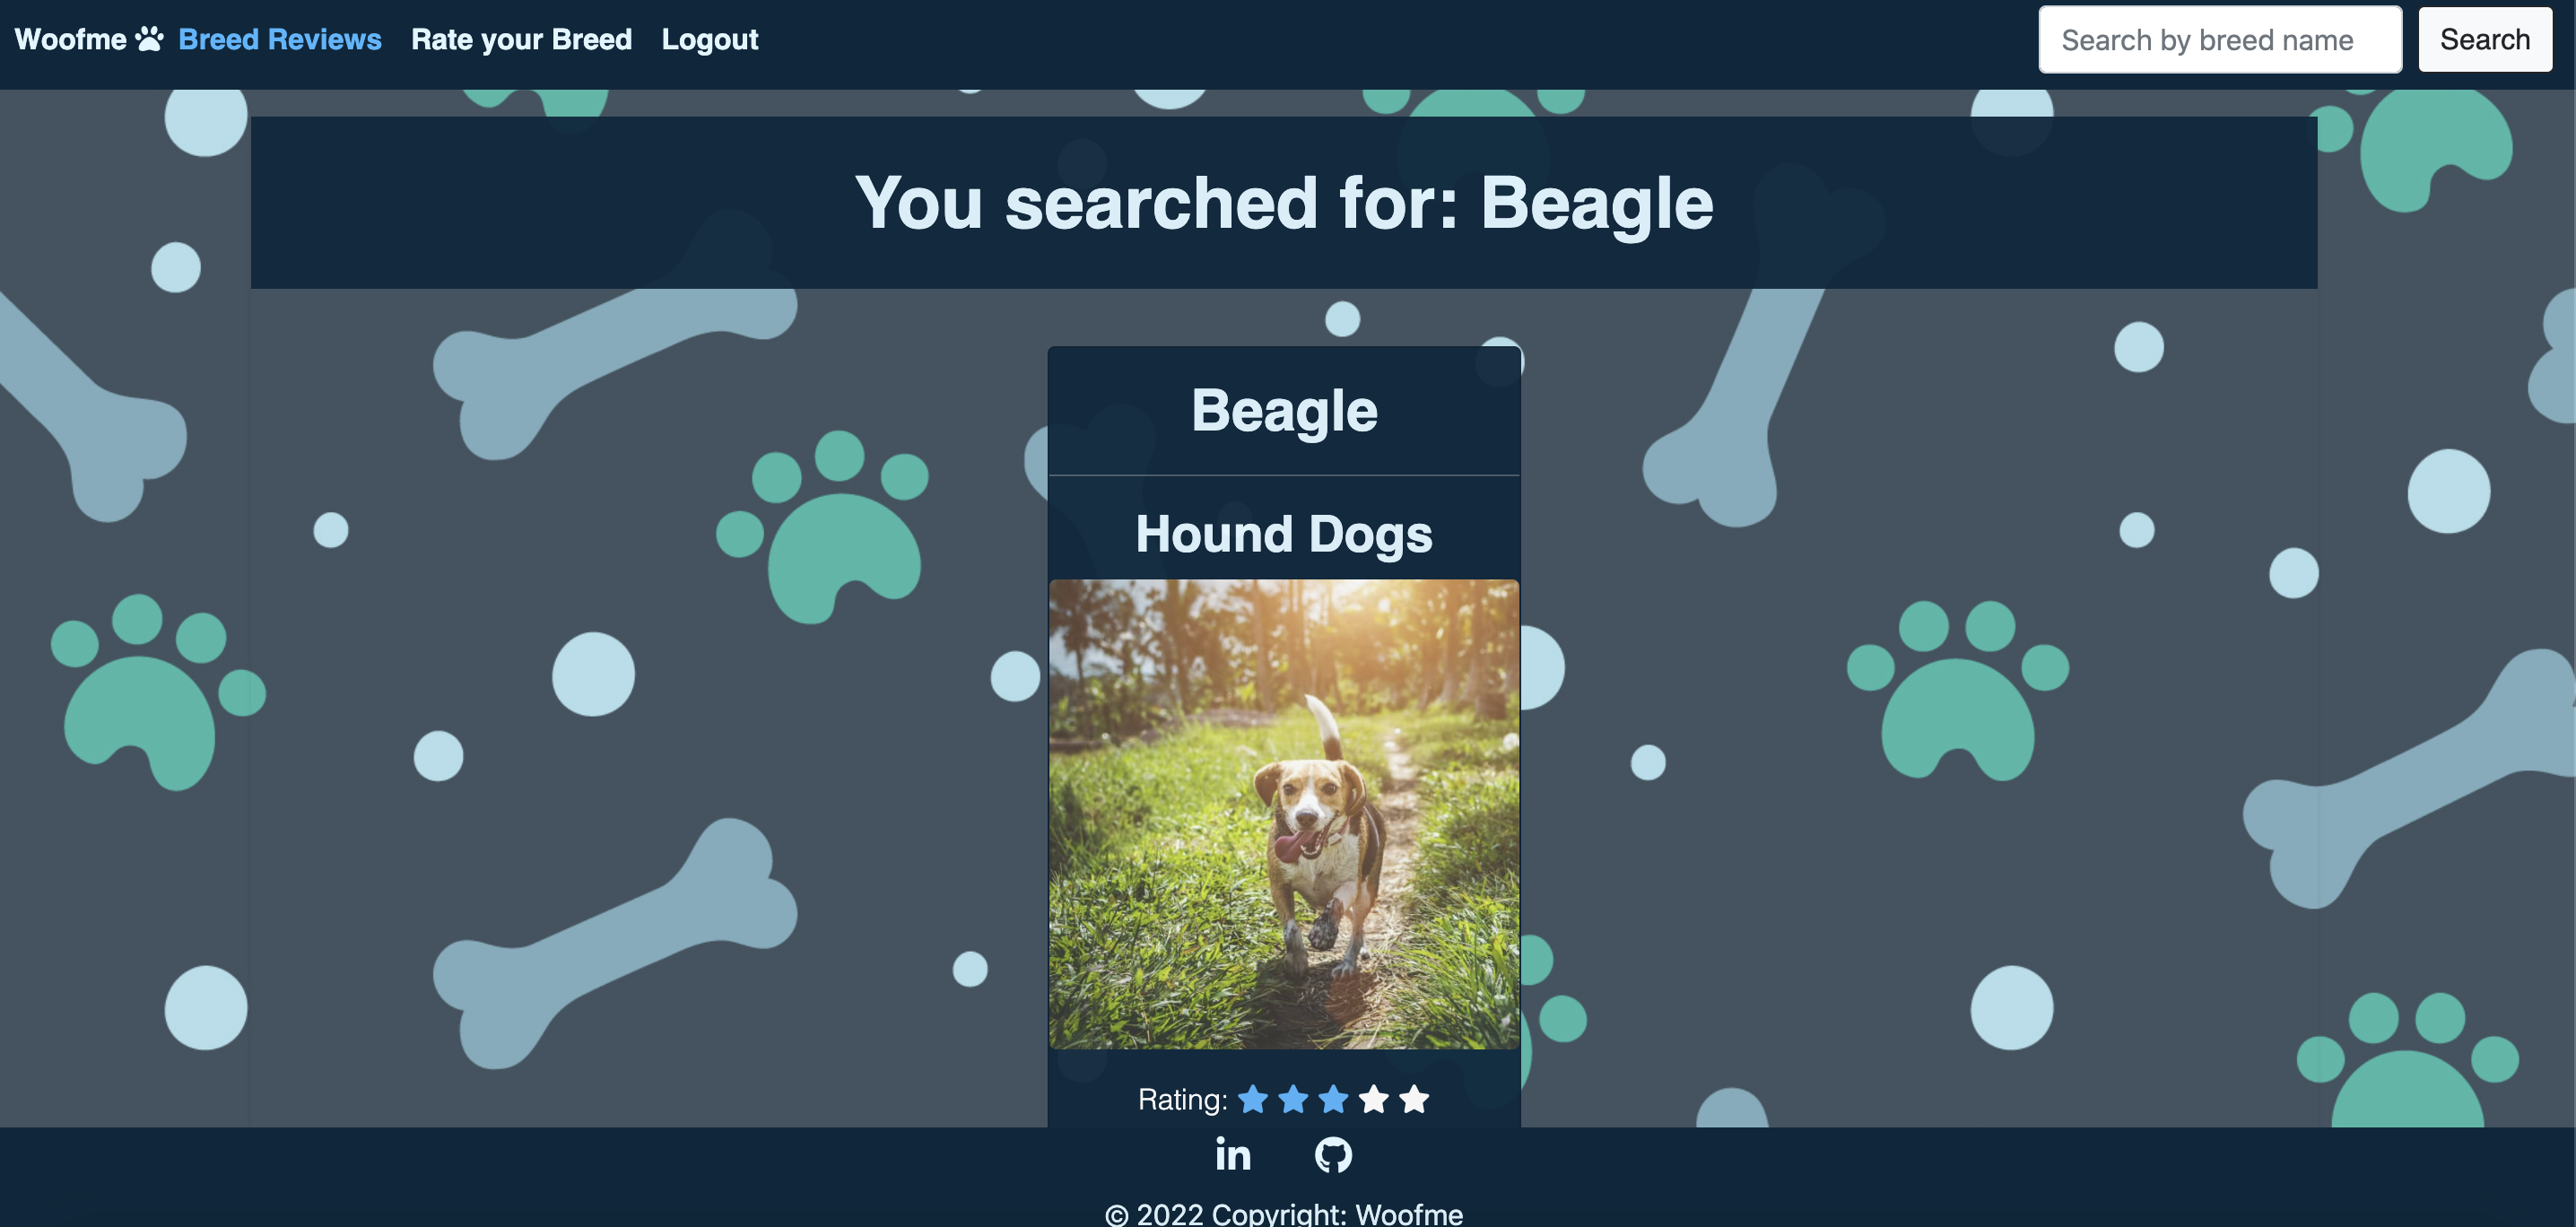 Woofme Breed Reviews Rate your Breed Logout Search by breed name Search
You searched for: Beagle
Beagle
Hound Dogs
Rating:
in
© 2022 Copyright: Woofme